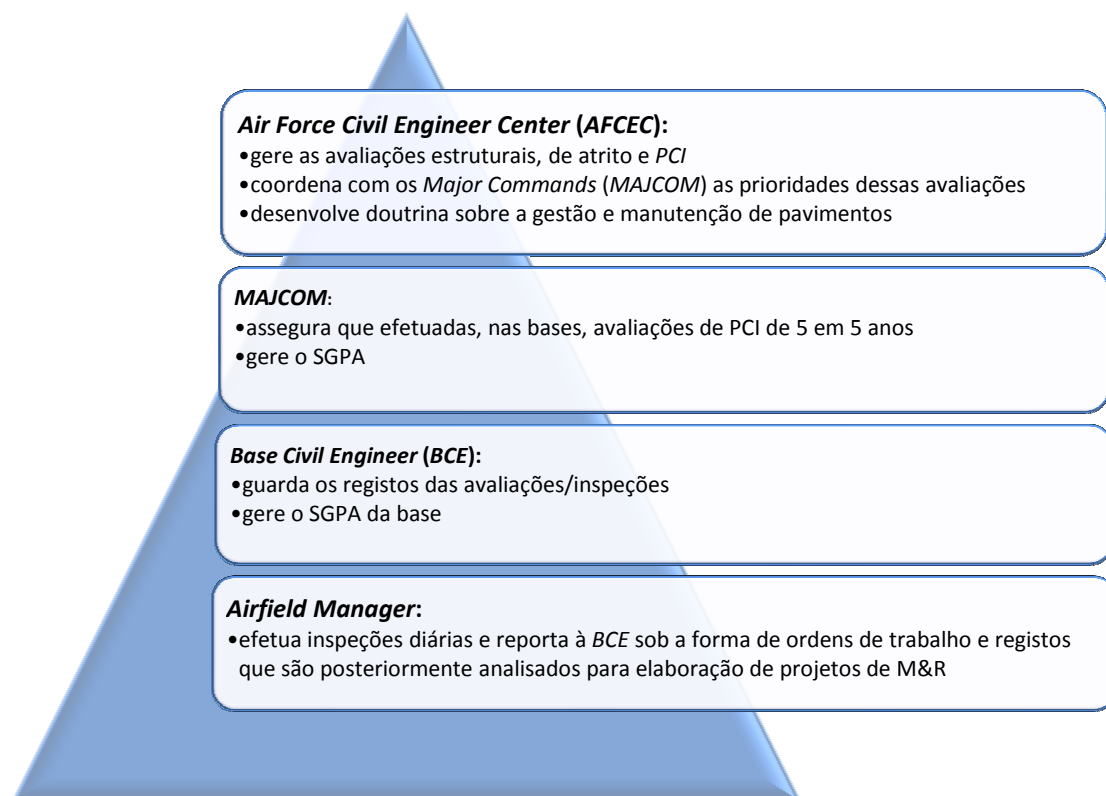 Air Force Civil Engineer Center (AFCEC):
•gere as avaliações estruturais, de atrito e PCI
•coordena com os Major Commands (MAJCOM) as prioridades dessas avaliações
•desenvolve doutrina sobre a gestão e manutenção de pavimentos
MAJCOM:
•assegura que efetuadas, nas bases, avaliações de PCI de 5 em 5 anos
•gere o SGPA
Base Civil Engineer (BCE):
•guarda os registos das avaliações/inspeções
•gere o SGPA da base
Airfield Manager:
•efetua inspeções diárias e reporta à BCE sob a forma de ordens de trabalho e registos
que são posteriormente analisados para elaboração de projetos de M&R